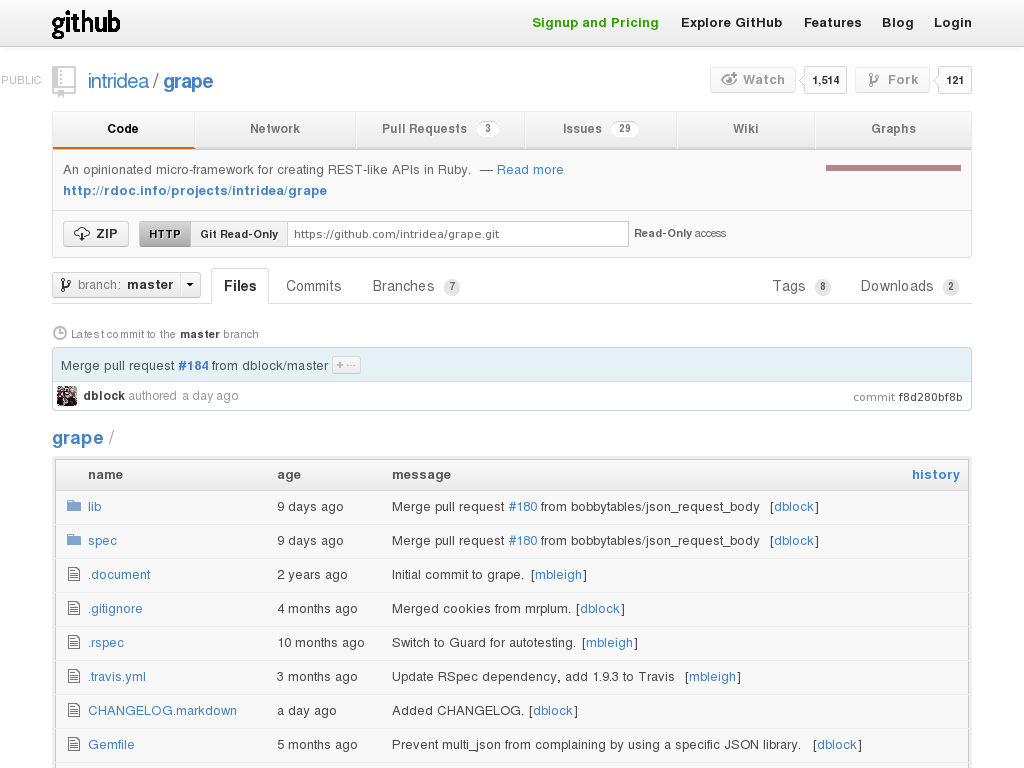 github
Signup and Pricing Explore GitHub Features Blog Login
PUBLIC intridea / grape Watch 1,514 Fork 121
Code Network Pull Requests 3 Issues 29 Wiki Graphs
An opinionated micro-framework for creating REST-like APIs in Ruby. — Read more
http://rdoc.info/projects/intridea/grape
ZIP HTTP Git Read-Only https://github.com/intridea/grape.git Read-Only access
branch: master Files Commits Branches 7 Tags 8 Downloads 2
Latest commit to the master branch
Merge pull request #184 from dblock/master + ...
dblock authored a day ago commit f8d280bf8b
grape /
name age message history
lib 9 days ago Merge pull request #180 from bobbytables/json_request_body [dblock]
spec 9 days ago Merge pull request #180 from bobbytables/json_request_body [dblock]
.document 2 years ago Initial commit to grape. [mbleigh]
.gitignore 4 months ago Merged cookies from mrplum. [dblock]
.rspec 10 months ago Switch to Guard for autotesting. [mbleigh]
.travis.yml 3 months ago Update RSpec dependency, add 1.9.3 to Travis [mbleigh]
CHANGELOG.markdown a day ago Added CHANGELOG. [dblock]
Gemfile 5 months ago Prevent multi_json from complaining by using a specific JSON library. [dblock]